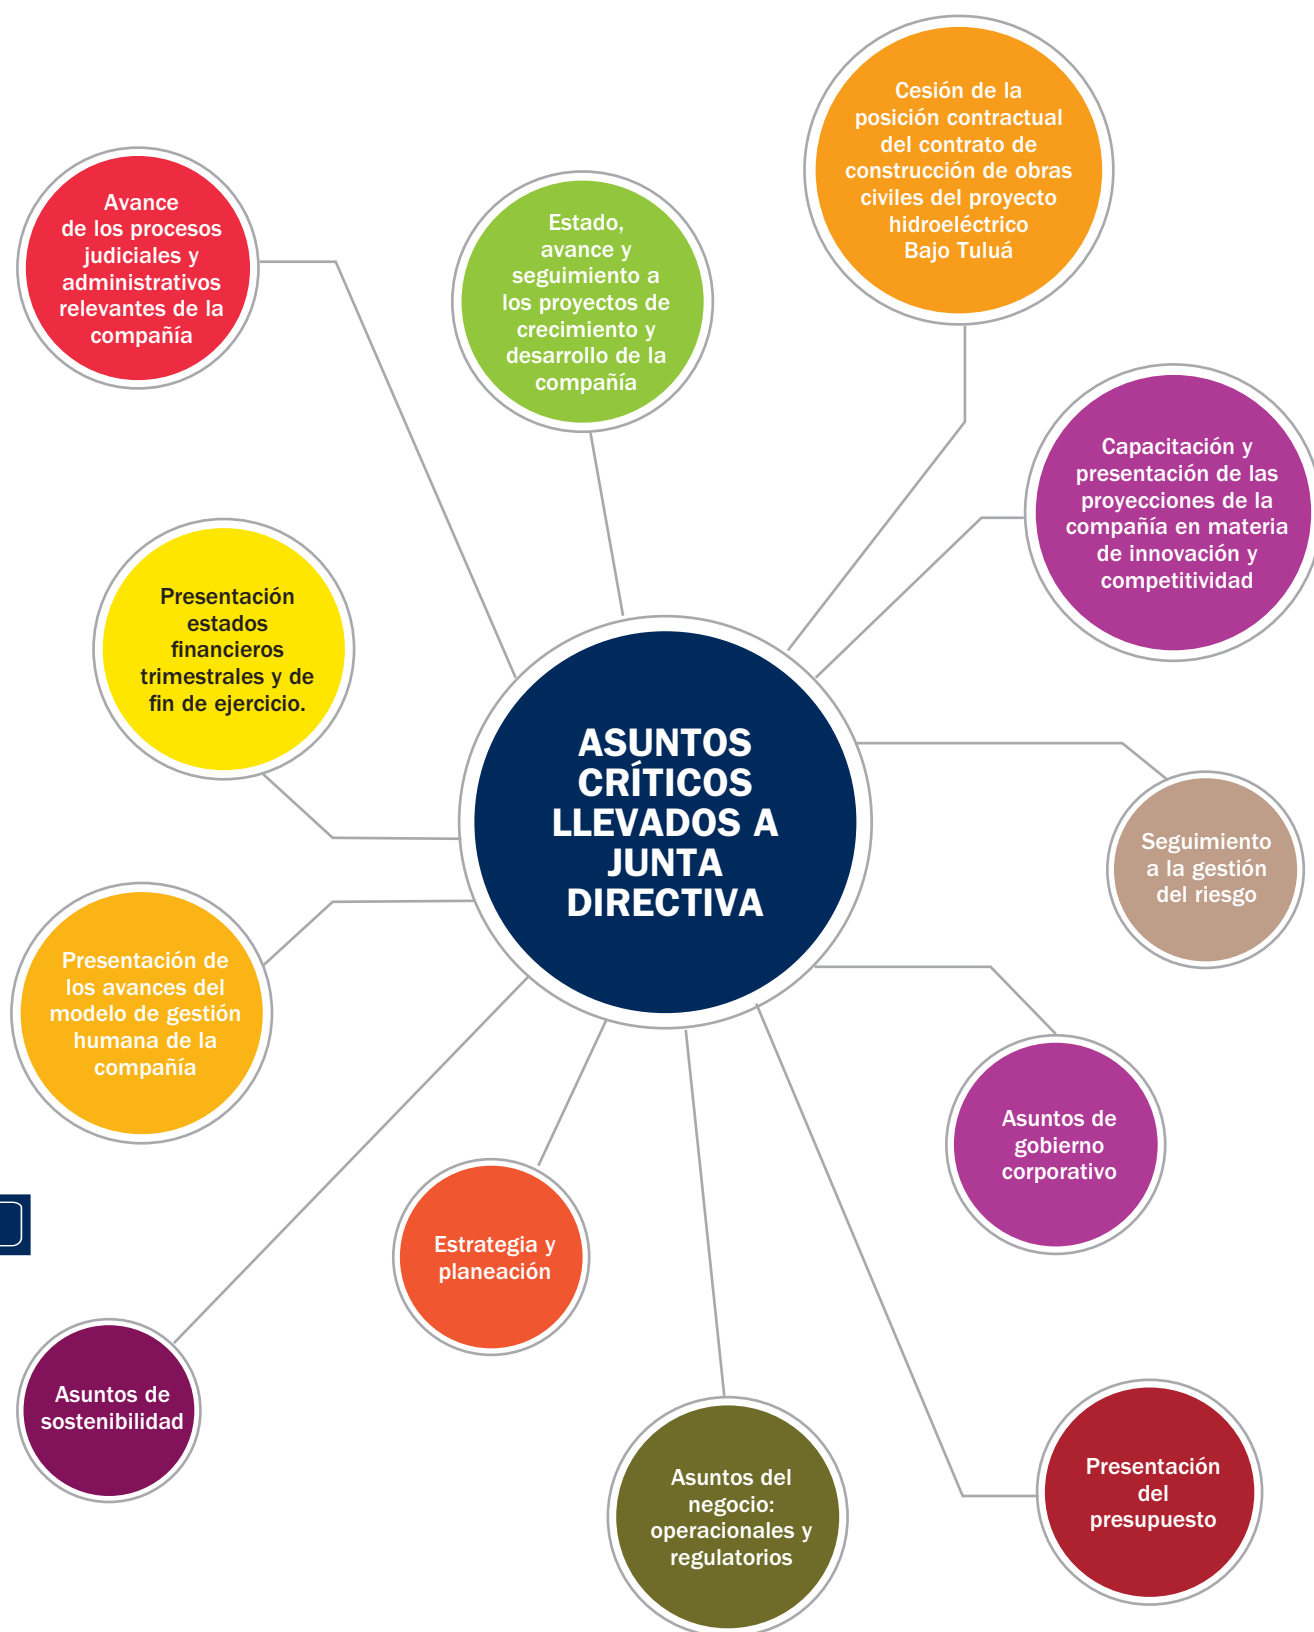 Cesión de la
posición contractual
del contrato de
construcción de obras
civiles del proyecto
hidroeléctrico
Bajo Tuluá
Avance
de los procesos
judiciales y
administrativos
relevantes de la
compañía
Estado,
avance y
seguimiento a
los proyectos de
crecimiento y
desarrollo de la
compañía
Capacitación y
presentación de las
proyecciones de la
compañía en materia
de innovación y
competitividad
Presentación
estados
financieros
trimestrales y de
fin de ejercicio.
ASUNTOS
CRÍTICOS
LLEVADOS A
JUNTA
DIRECTIVA
Seguimiento
a la gestión
del riesgo
Presentación de
los avances del
modelo de gestión
humana de la
compañía
Asuntos de
gobierno
corporativo
Estrategia y
planeación
Asuntos de
sostenibilidad
Asuntos del
negocio:
operacionales y
regulatorios
Presentación
del
presupuesto